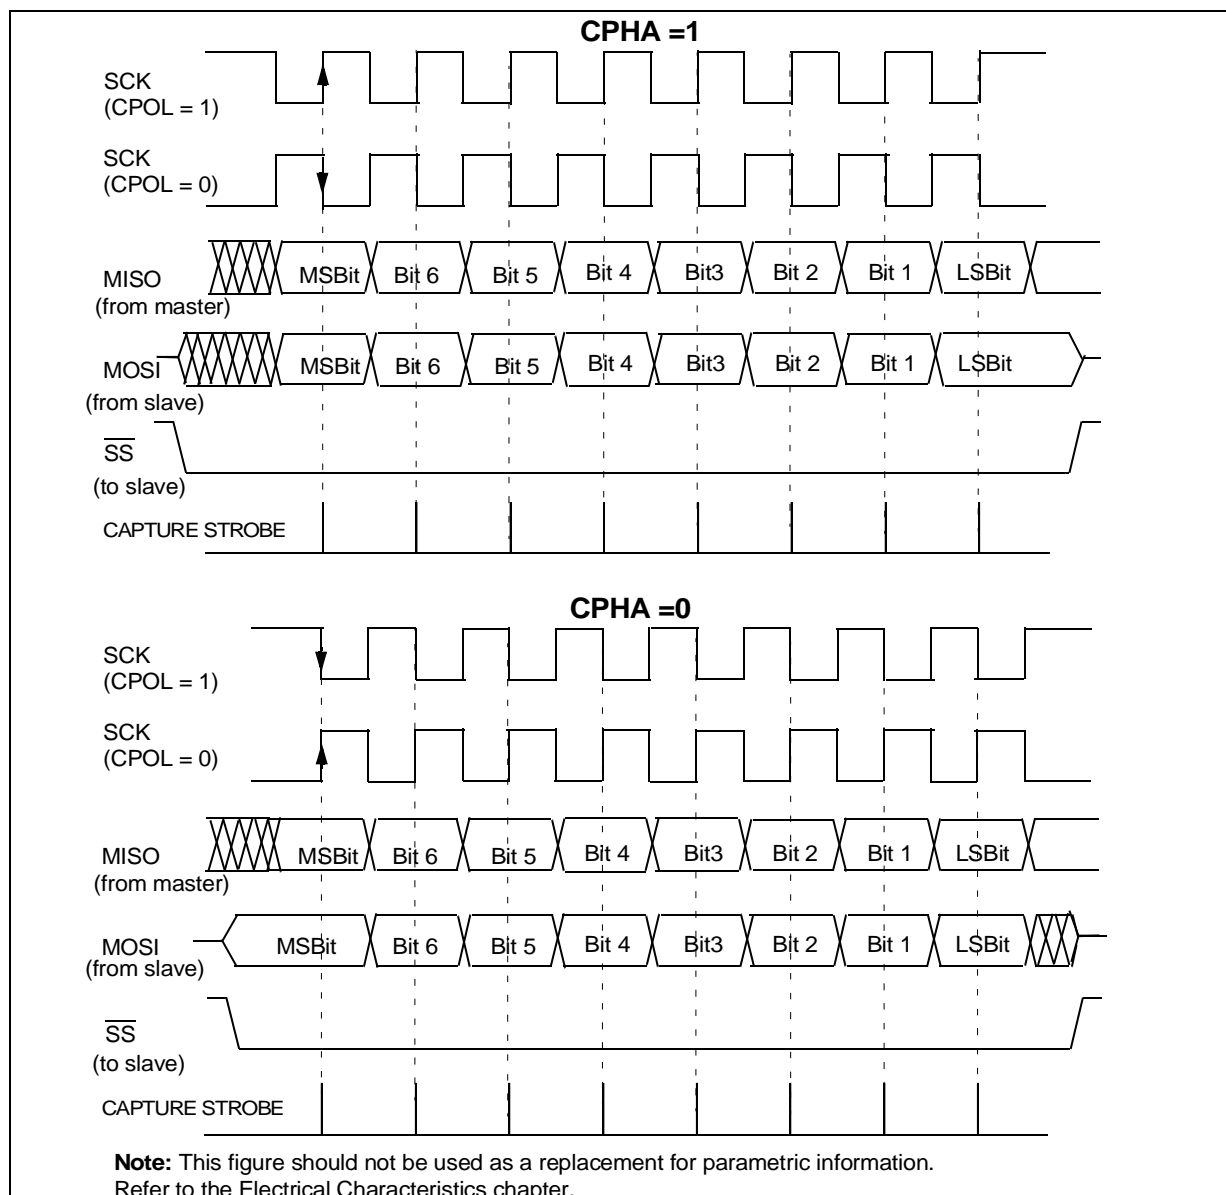 CPHA =1
SCK
(CPOL = 1)
SCK
(CPOL = 0)
MISO
(from master)
MSBit Bit 6 Bit 5 Bit 4 Bit3 Bit 2 Bit 1 LSBit
MOSI
(from slave)
MSBit Bit 6 Bit 5 Bit 4 Bit3 Bit 2 Bit 1 LSBit
SS
(to slave)
CAPTURE STROBE
CPHA =0
SCK
(CPOL = 1)
SCK
(CPOL = 0)
MISO
(from master)
MSBit Bit 6 Bit 5 Bit 4 Bit3 Bit 2 Bit 1 LSBit
MOSI
(from slave)
MSBit Bit 6 Bit 5 Bit 4 Bit3 Bit 2 Bit 1 LSBit
SS
(to slave)
CAPTURE STROBE
Note: This figure should not be used as a replacement for parametric information.
Refer to the Electrical Characteristics chapter.